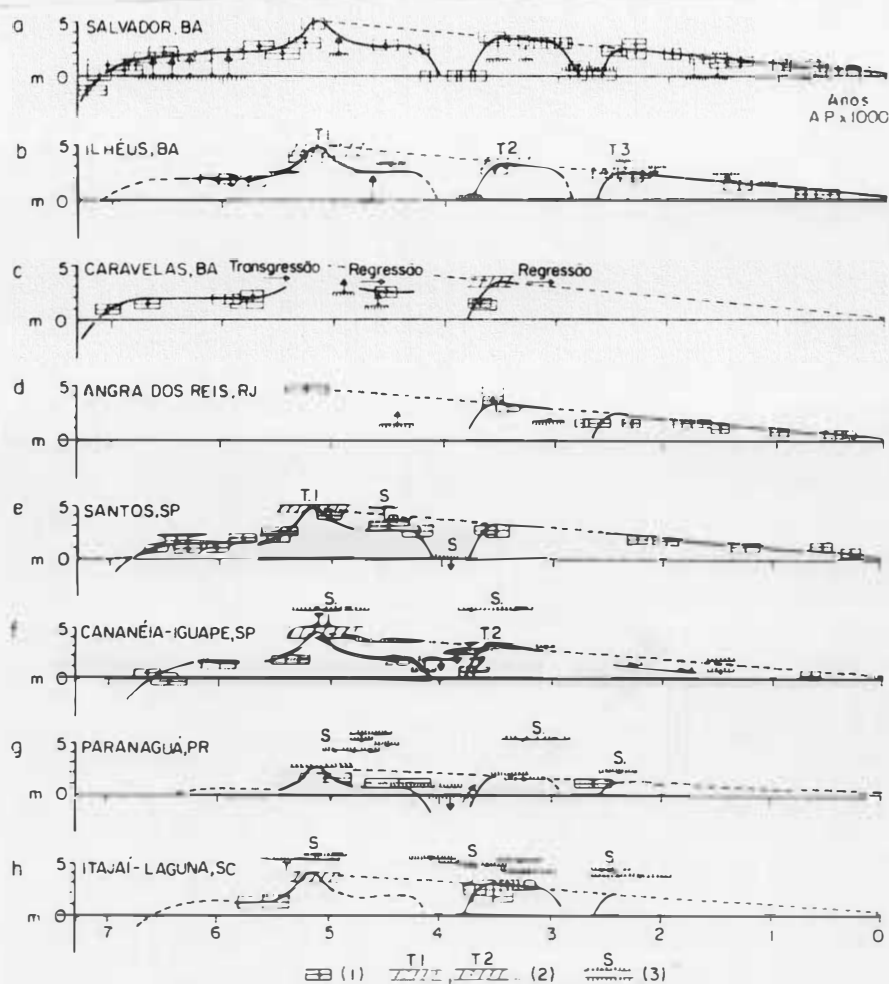 a SALVADOR, BA
5
m 0
Anos
A P x 1000
b ILHÉUS, BA
T1 T2 T3
5
m 0
c CARAVELAS, BA Transgressão Regressão Regressão
5
m 0
d ANGRA DOS REIS, RJ
5
m 0
e SANTOS, SP
T.1 S S
5
m 0
f CANANÉIA-IGUAPE, SP
S. S. T2
5
m 0
g PARANAGUÁ, PR
S S. S.
5
m 0
h ITAJAÍ-LAGUNA, SC
S S S
5
m 0
7 6 5 4 3 2 1 0
(1) T1, T2 (2) S (3)